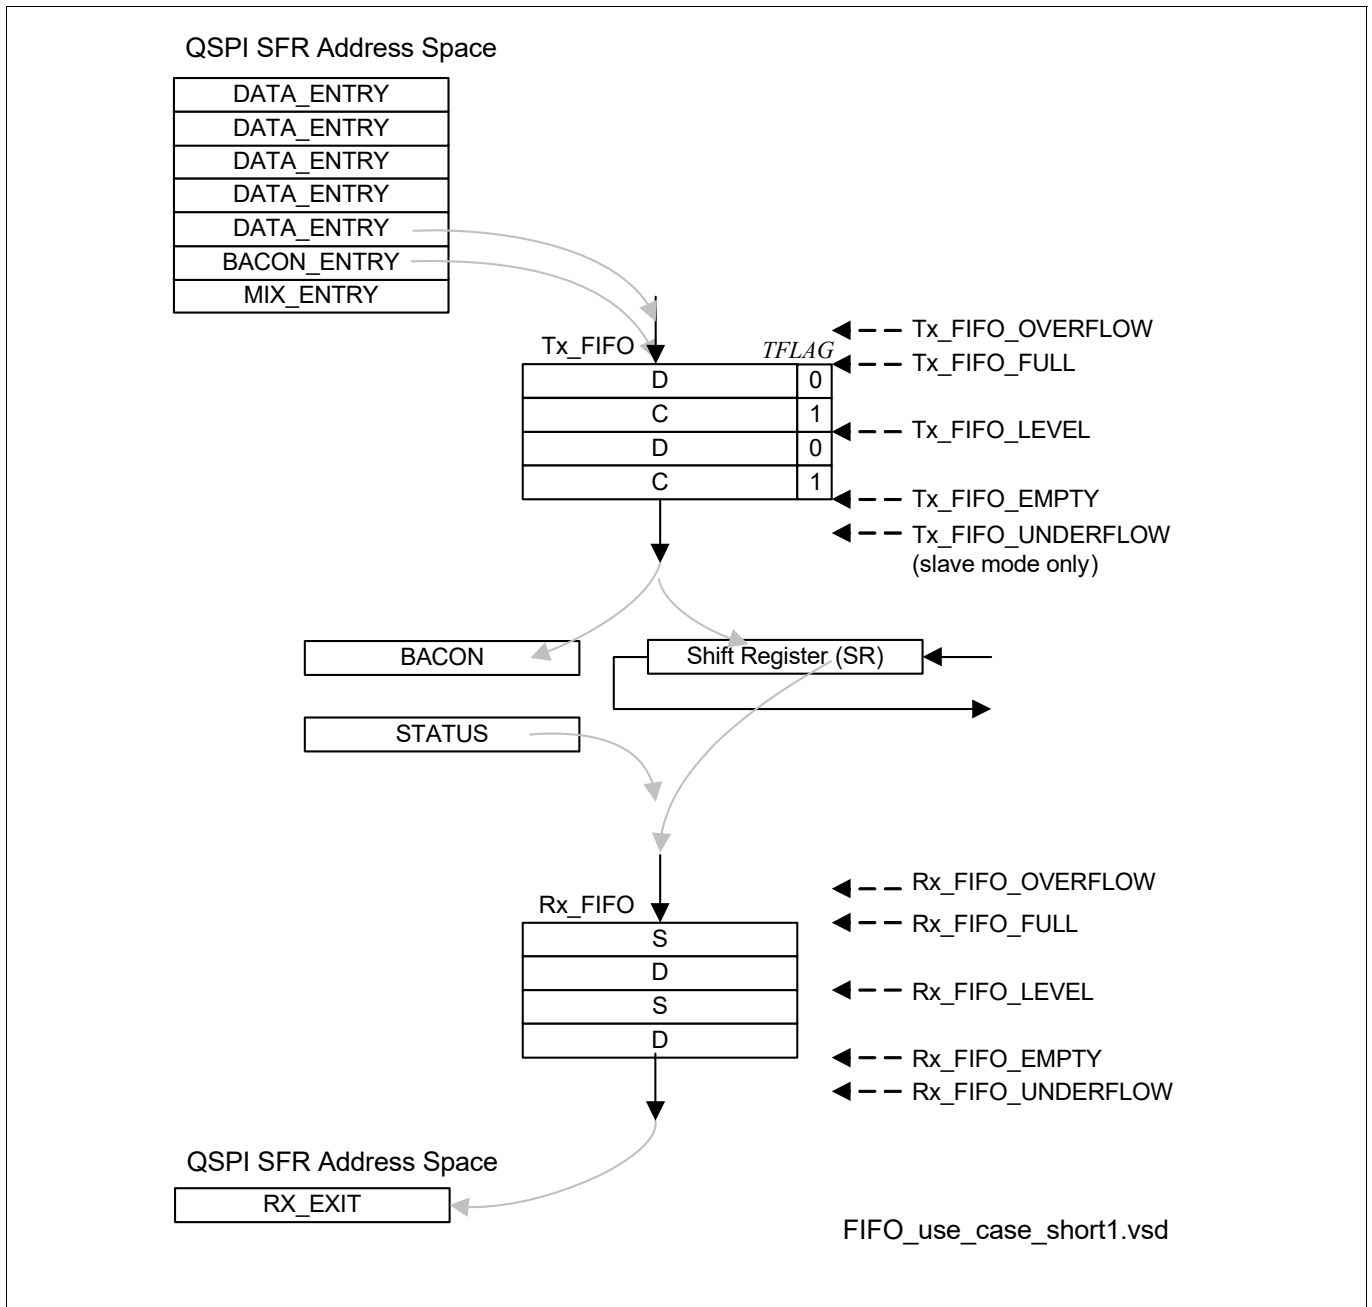 QSPI SFR Address Space
DATA_ENTRY
DATA_ENTRY
DATA_ENTRY
DATA_ENTRY
DATA_ENTRY
BACON_ENTRY
MIX_ENTRY
Tx_FIFO
TFLAG
D 0
C 1
D 0
C 1
Tx_FIFO_OVERFLOW
Tx_FIFO_FULL
Tx_FIFO_LEVEL
Tx_FIFO_EMPTY
Tx_FIFO_UNDERFLOW
(slave mode only)
BACON
Shift Register (SR)
STATUS
Rx_FIFO
S
D
S
D
Rx_FIFO_OVERFLOW
Rx_FIFO_FULL
Rx_FIFO_LEVEL
Rx_FIFO_EMPTY
Rx_FIFO_UNDERFLOW
QSPI SFR Address Space
RX_EXIT
FIFO_use_case_short1.vsd